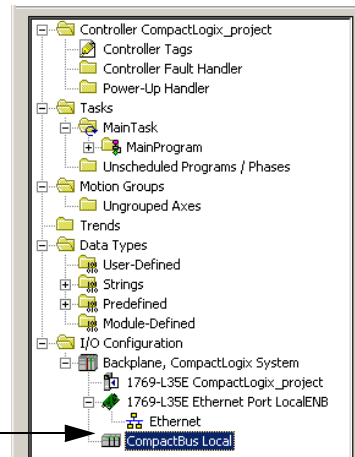 Controller CompactLogix_project
Controller Tags
Controller Fault Handler
Power-Up Handler
Tasks
MainTask
MainProgram
Unscheduled Programs / Phases
Motion Groups
Ungrouped Axes
Trends
Data Types
User-Defined
Strings
Predefined
Module-Defined
I/O Configuration
Backplane, CompactLogix System
1769-L35E CompactLogix_project
1769-L35E Ethernet Port LocalENB
Ethernet
CompactBus Local